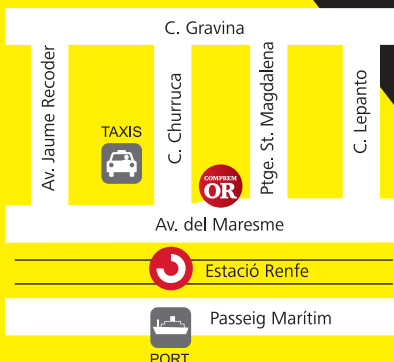 C. Gravina
Av. Jaume Recoder
TAXIS
C. Churruca
Ptge. St. Magdalena
C. Lepanto
COMPREM
OR
Av. del Maresme
Estació Renfe
Passeig Marítim
PORT